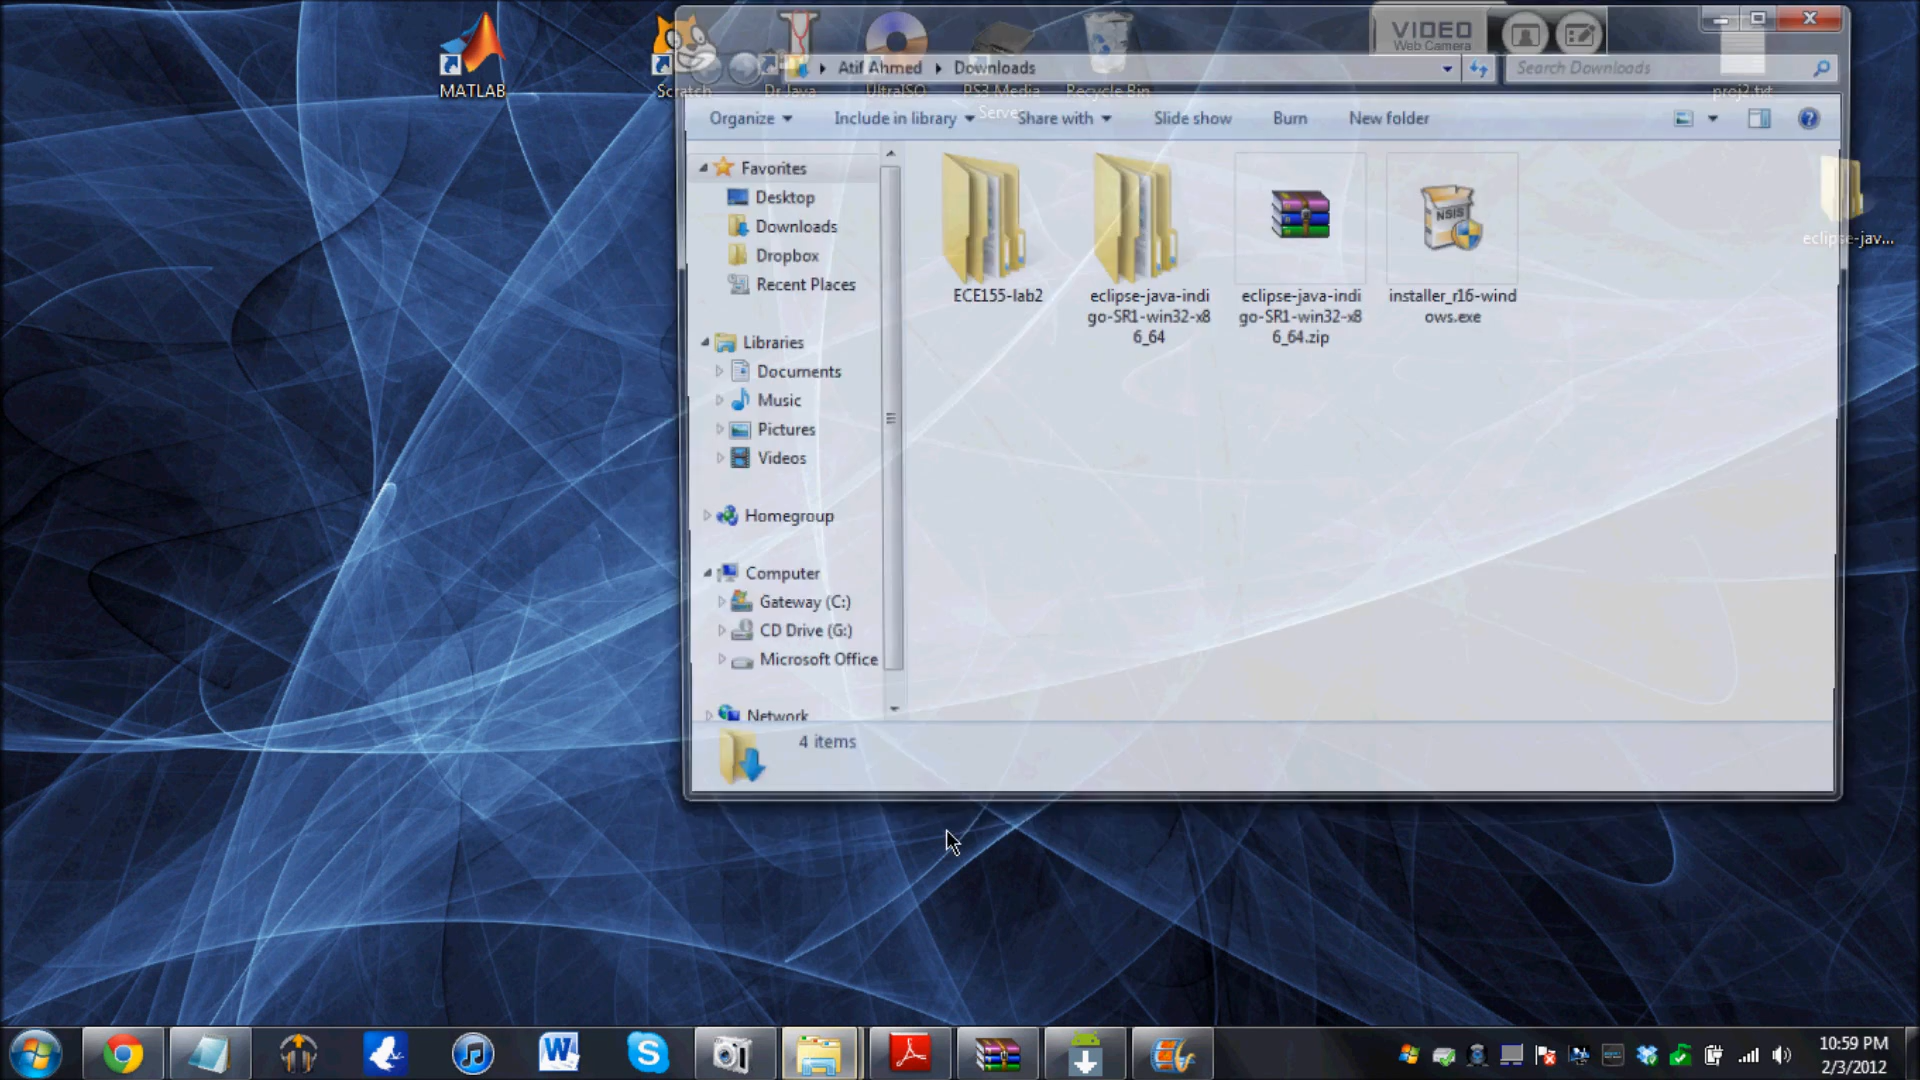 MATLAB
Scratch
Dr Java
UltraISO
PS3 Media
Server
Recycle Bin
VIDEO
Web Camera
proj2.txt
eclipse-jav...
Atif Ahmed
Downloads
Search Downloads
Organize
Include in library
Share with
Slide show
Burn
New folder
Favorites
Desktop
Downloads
Dropbox
Recent Places
Libraries
Documents
Music
Pictures
Videos
Homegroup
Computer
Gateway (C:)
CD Drive (G:)
Microsoft Office
Network
ECE155-lab2
eclipse-java-indi
go-SR1-win32-x8
6_64
eclipse-java-indi
go-SR1-win32-x8
6_64.zip
NSIS
installer_r16-wind
ows.exe
4 items
10:59 PM
2/3/2012